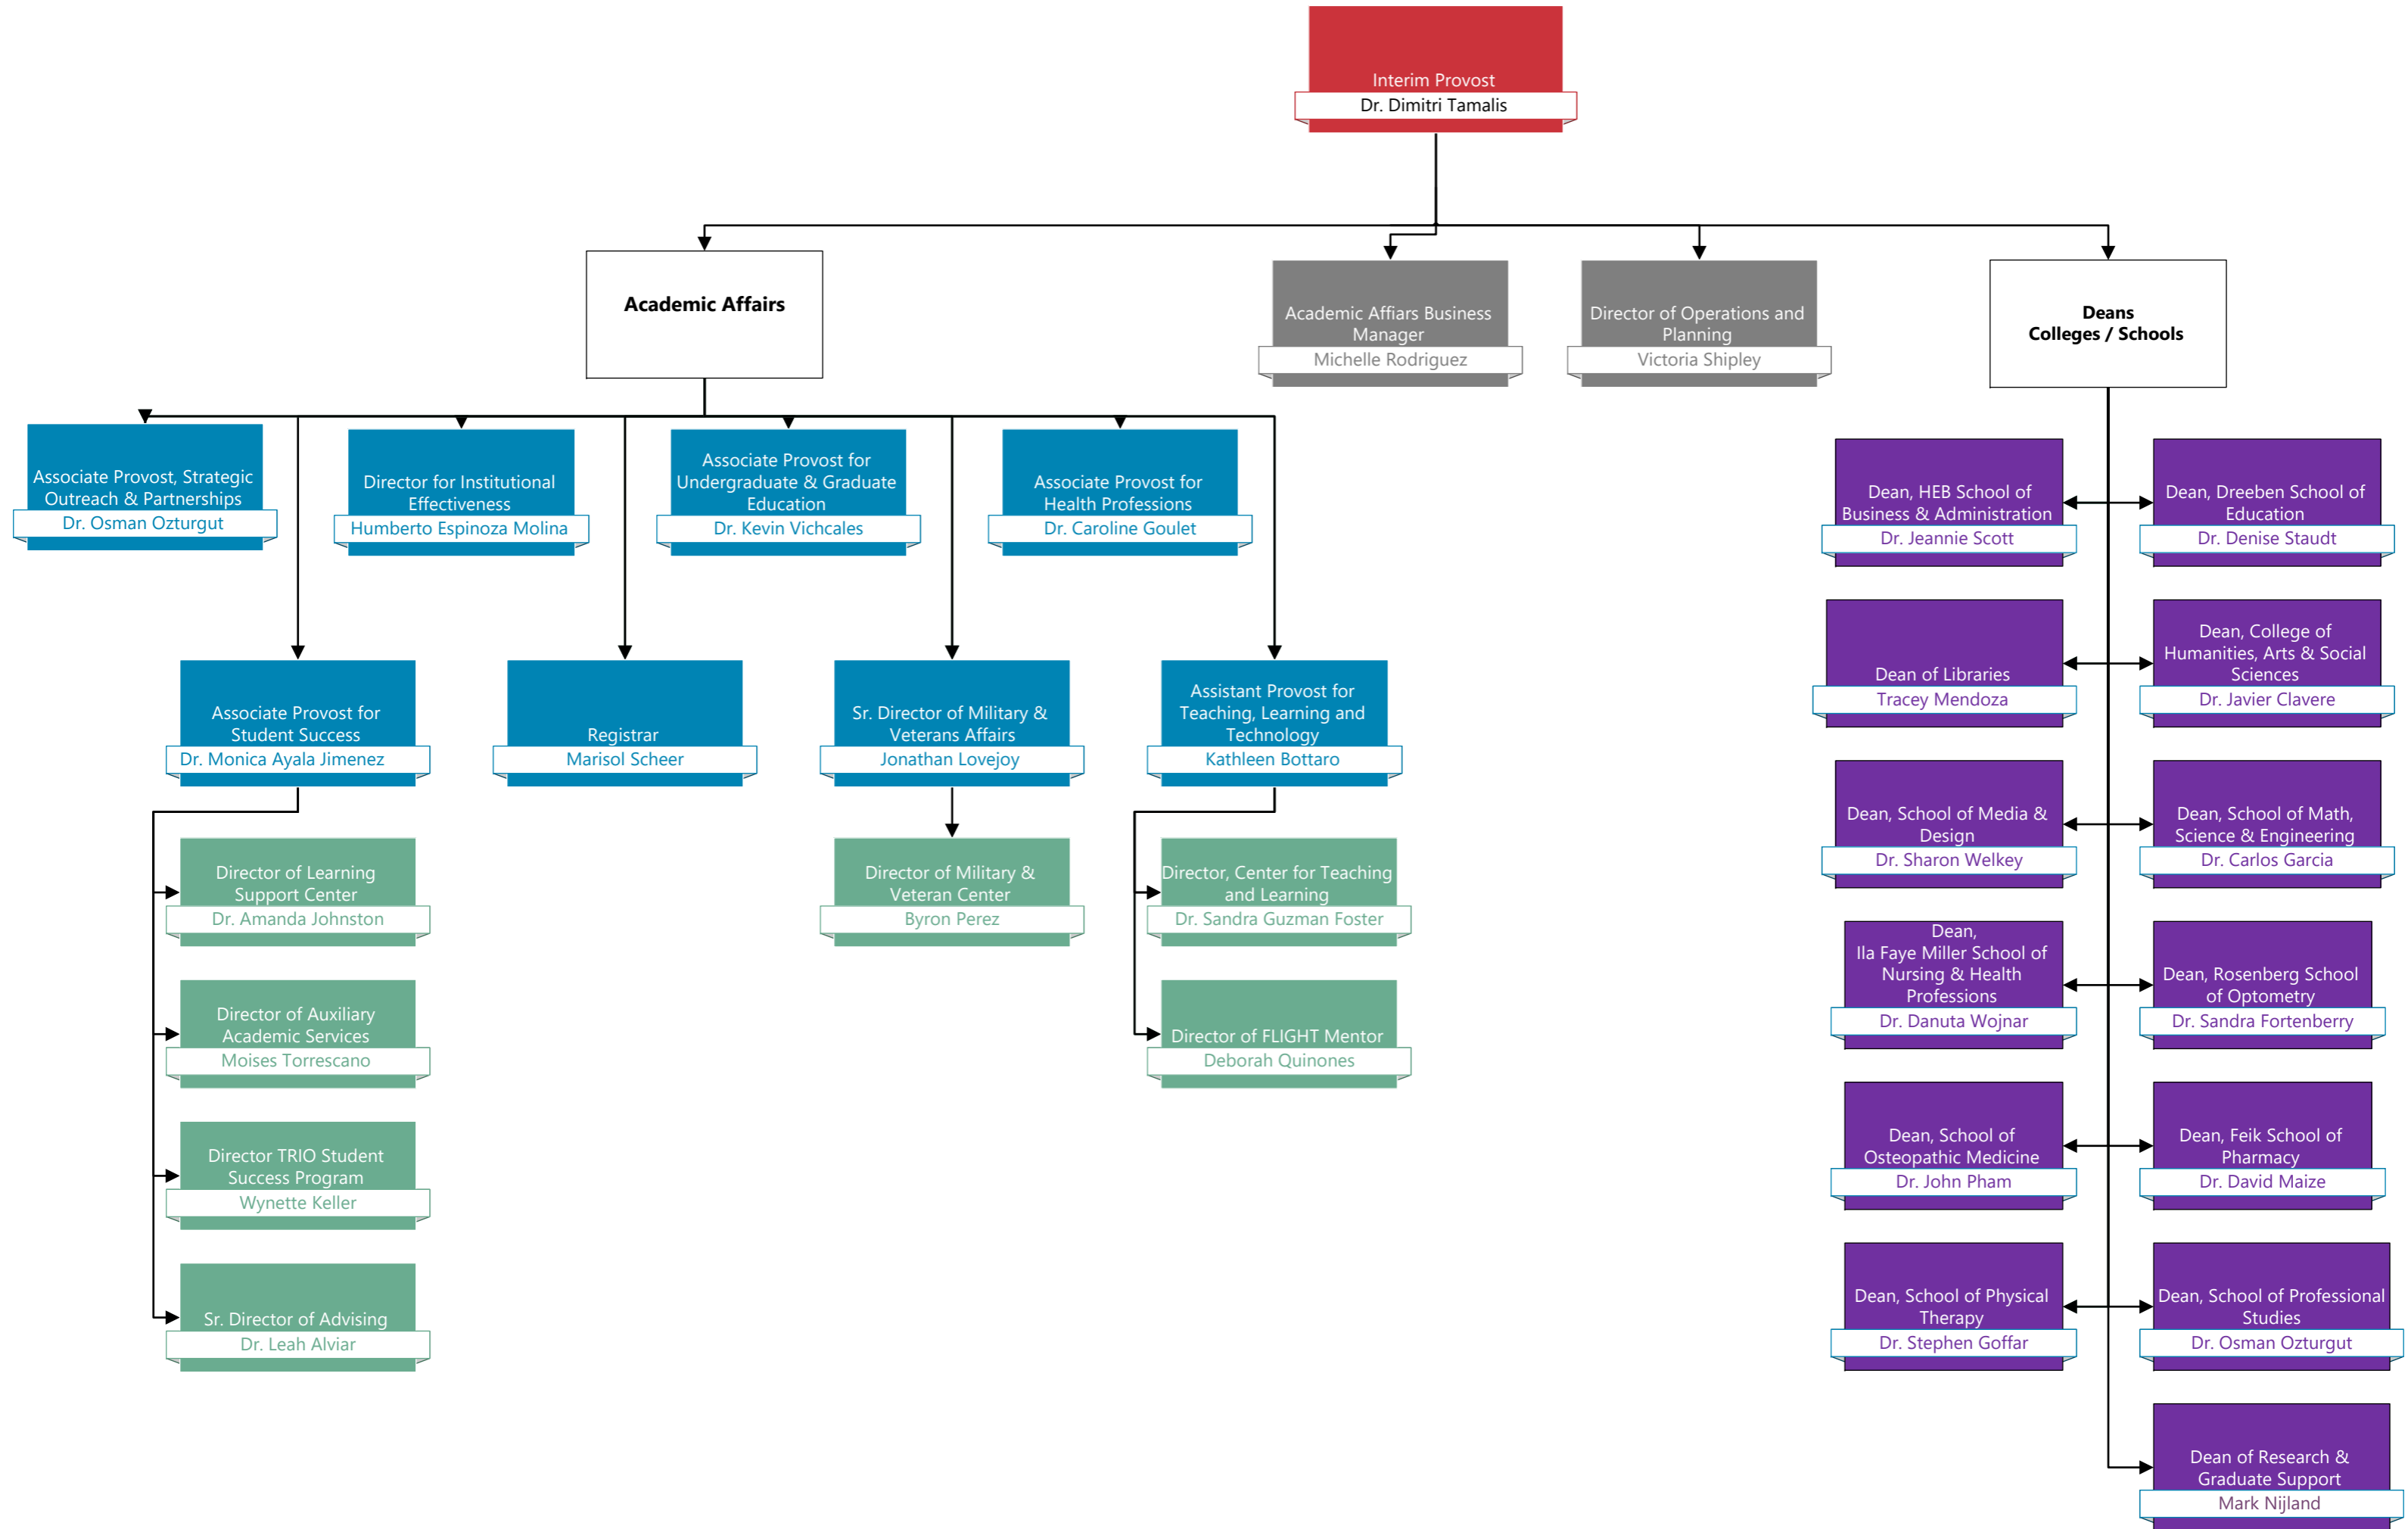 Interim Provost
Dr. Dimitri Tamalis
Academic Affairs
Academic Affiars Business
Manager
Michelle Rodriguez
Director of Operations and
Planning
Victoria Shipley
Deans
Colleges / Schools
Associate Provost, Strategic
Outreach & Partnerships
Dr. Osman Ozturgut
Director for Institutional
Effectiveness
Humberto Espinoza Molina
Associate Provost for
Undergraduate & Graduate
Education
Dr. Kevin Vichcales
Associate Provost for
Health Professions
Dr. Caroline Goulet
Associate Provost for
Student Success
Dr. Monica Ayala Jimenez
Registrar
Marisol Scheer
Sr. Director of Military &
Veterans Affairs
Jonathan Lovejoy
Assistant Provost for
Teaching, Learning and
Technology
Kathleen Bottaro
Director of Learning
Support Center
Dr. Amanda Johnston
Director of Auxiliary
Academic Services
Moises Torrescano
Director TRIO Student
Success Program
Wynette Keller
Sr. Director of Advising
Dr. Leah Alviar
Director of Military &
Veteran Center
Byron Perez
Director, Center for Teaching
and Learning
Dr. Sandra Guzman Foster
Director of FLIGHT Mentor
Deborah Quinones
Dean, HEB School of
Business & Administration
Dr. Jeannie Scott
Dean, Dreeben School of
Education
Dr. Denise Staudt
Dean of Libraries
Tracey Mendoza
Dean, College of
Humanities, Arts & Social
Sciences
Dr. Javier Clavere
Dean, School of Media &
Design
Dr. Sharon Welkey
Dean, School of Math,
Science & Engineering
Dr. Carlos Garcia
Dean,
Ila Faye Miller School of
Nursing & Health
Professions
Dr. Danuta Wojnar
Dean, Rosenberg School
of Optometry
Dr. Sandra Fortenberry
Dean, School of
Osteopathic Medicine
Dr. John Pham
Dean, Feik School of
Pharmacy
Dr. David Maize
Dean, School of Physical
Therapy
Dr. Stephen Goffar
Dean, School of Professional
Studies
Dr. Osman Ozturgut
Dean of Research &
Graduate Support
Mark Nijland